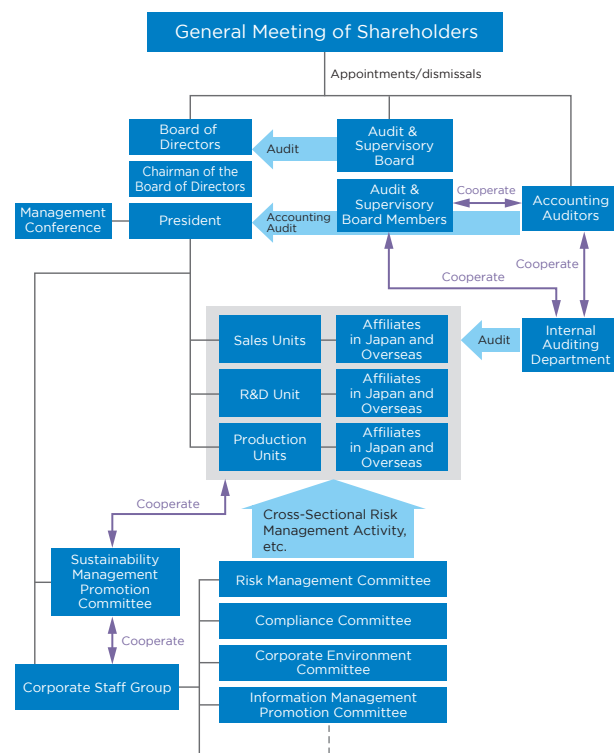 General Meeting of Shareholders
Appointments/dismissals
Board of
Directors
Audit
Audit &
Supervisory
Board
Chairman of the
Board of Directors
Management
Conference
President
Accounting
Audit
Audit &
Supervisory
Board Members
Cooperate
Accounting
Auditors
Cooperate
Cooperate
Sales Units
Affiliates
in Japan and
Overseas
Audit
Internal
Auditing
Department
R&D Unit
Affiliates
in Japan and
Overseas
Production
Units
Affiliates
in Japan and
Overseas
Cooperate
Cross-Sectional Risk
Management Activity,
etc.
Sustainability
Management
Promotion
Committee
Risk Management Committee
Compliance Committee
Cooperate
Corporate Environment
Committee
Corporate Staff Group
Information Management
Promotion Committee